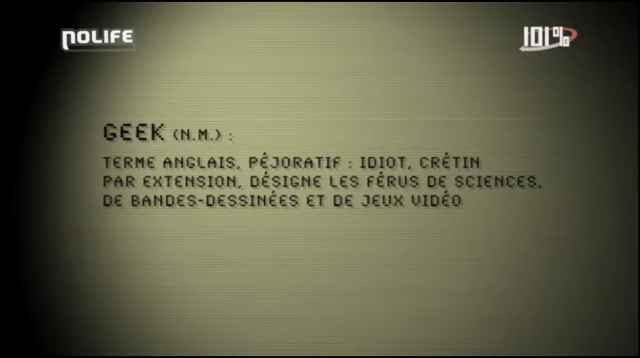 NOLIFE
101%
GEEK (N.M.) :
TERME ANGLAIS, PÉJORATIF : IDIOT, CRÉTIN
PAR EXTENSION, DÉSIGNE LES FÉRUS DE SCIENCES,
DE BANDES-DESSINÉES ET DE JEUX VIDÉO